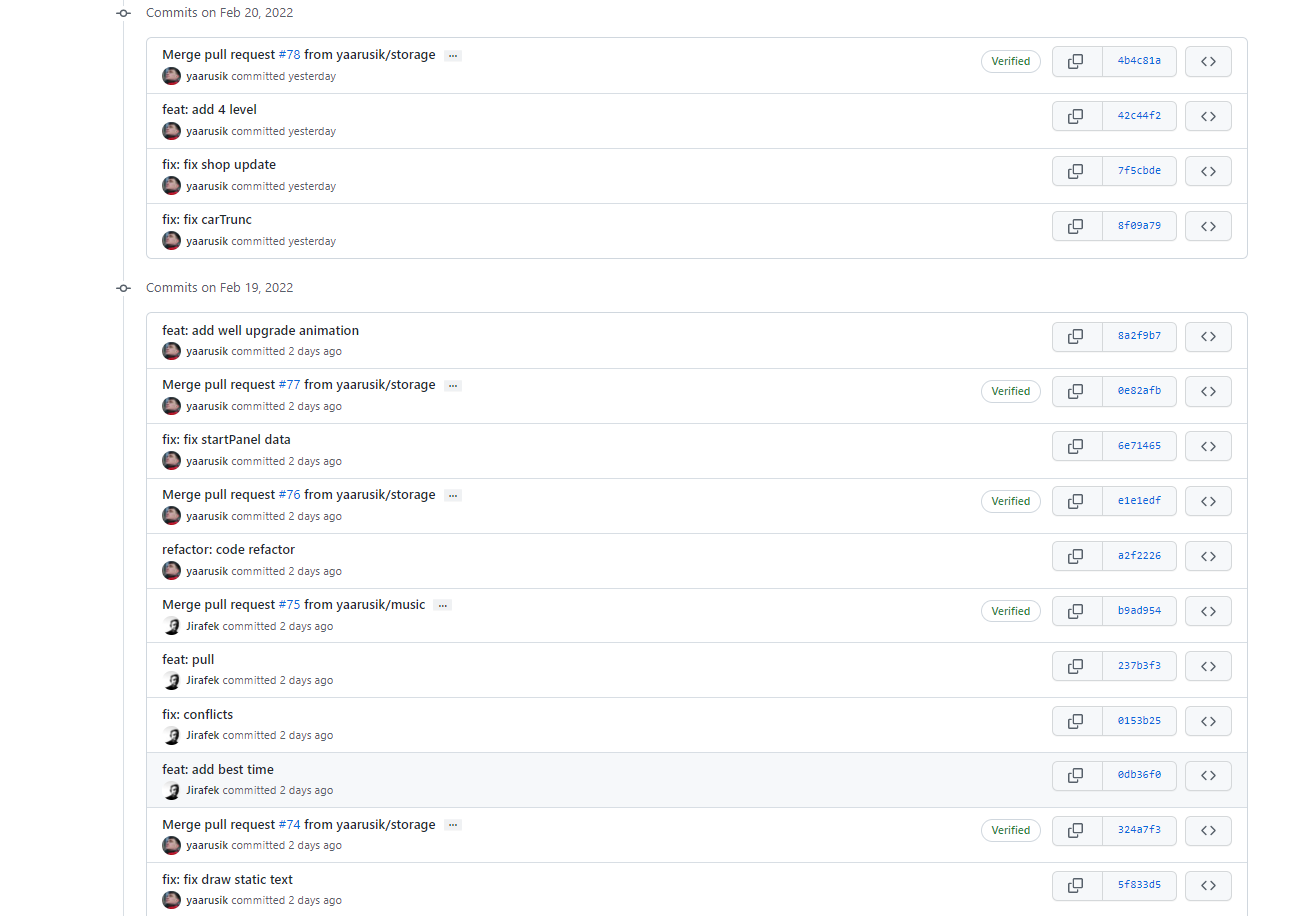 Commits on Feb 20, 2022
Merge pull request #78 from yaarusik/storage ...
Verified
4b4c81a
yaarusik committed yesterday
feat: add 4 level
42c44f2
yaarusik committed yesterday
fix: fix shop update
7f5cbde
yaarusik committed yesterday
fix: fix carTrunc
8f09a79
yaarusik committed yesterday
Commits on Feb 19, 2022
feat: add well upgrade animation
8a2f9b7
yaarusik committed 2 days ago
Merge pull request #77 from yaarusik/storage ...
Verified
0e82afb
yaarusik committed 2 days ago
fix: fix startPanel data
6e71465
yaarusik committed 2 days ago
Merge pull request #76 from yaarusik/storage ...
Verified
e1e1edf
yaarusik committed 2 days ago
refactor: code refactor
a2f2226
yaarusik committed 2 days ago
Merge pull request #75 from yaarusik/music ...
Verified
b9ad954
Jirafek committed 2 days ago
feat: pull
237b3f3
Jirafek committed 2 days ago
fix: conflicts
0153b25
Jirafek committed 2 days ago
feat: add best time
0db36f0
Jirafek committed 2 days ago
Merge pull request #74 from yaarusik/storage ...
Verified
324a7f3
yaarusik committed 2 days ago
fix: fix draw static text
5f833d5
yaarusik committed 2 days ago